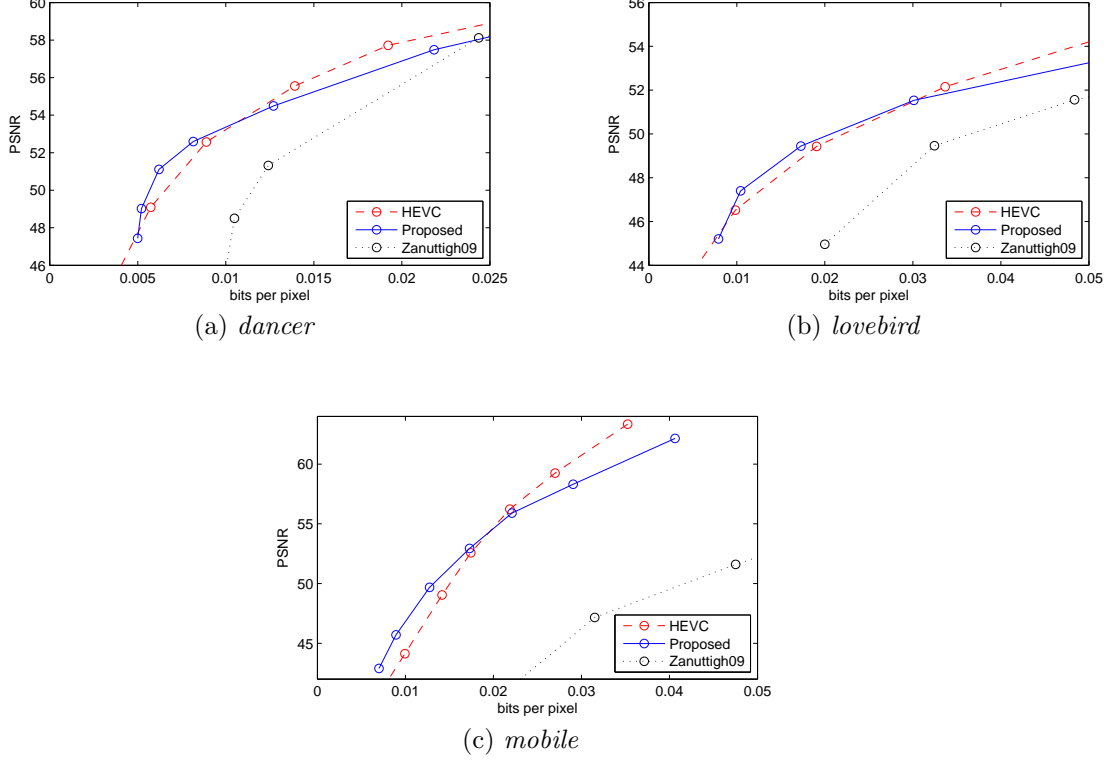 60
58
56
54
52
50
48
46
PSNR
0 0.005 0.01 0.015 0.02 0.025
bits per pixel
HEVC
Proposed
Zanuttigh09
(a) dancer
56
54
52
50
48
46
44
PSNR
0 0.01 0.02 0.03 0.04 0.05
bits per pixel
HEVC
Proposed
Zanuttigh09
(b) lovebird
60
55
50
45
PSNR
0 0.01 0.02 0.03 0.04 0.05
bits per pixel
HEVC
Proposed
Zanuttigh09
(c) mobile